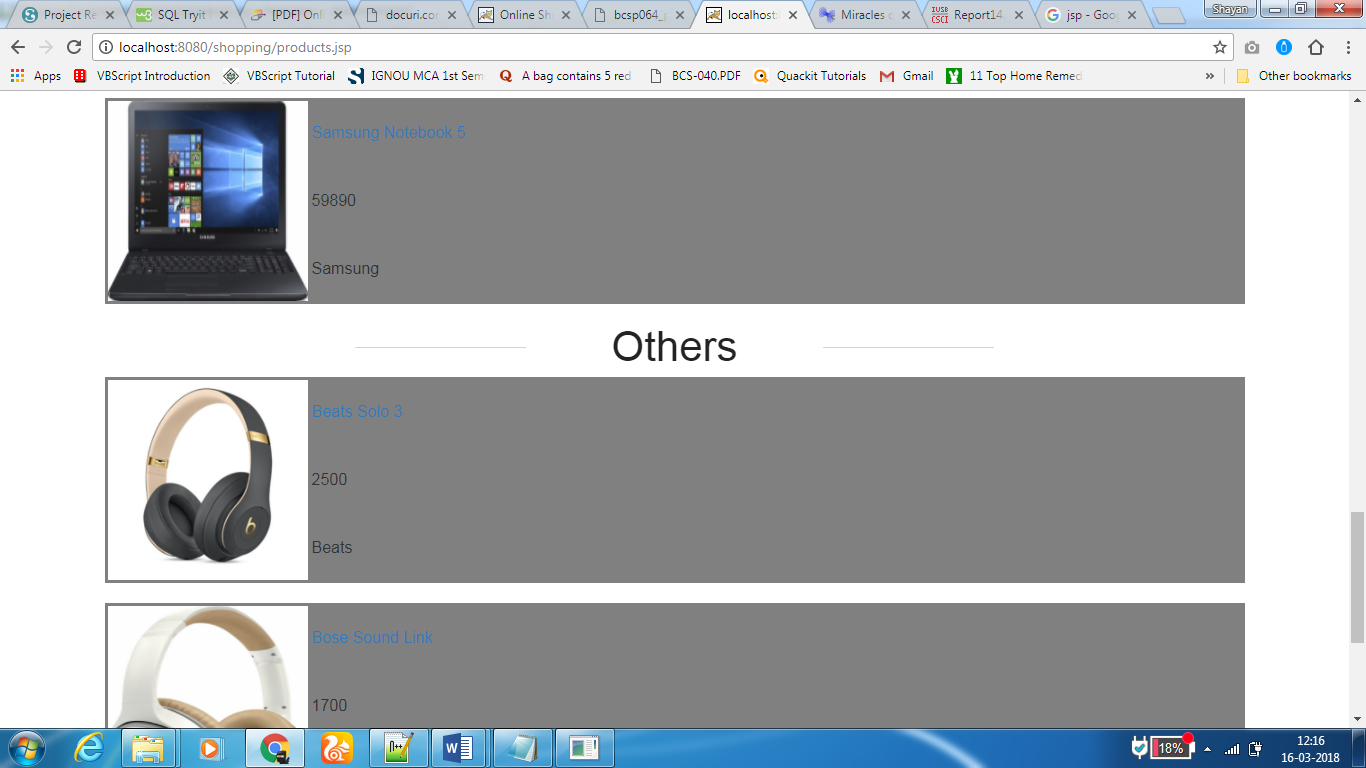 Project Re
SQL Tryit
[PDF] Onl
docuri.cor
Online Sh
bcsp064_
localhost:
Miracles
Report14
jsp - Goo
Shayan
localhost:8080/shopping/products.jsp
Apps
VBScript Introduction
VBScript Tutorial
IGNOU MCA 1st Sem
A bag contains 5 red
BCS-040.PDF
Quackit Tutorials
Gmail
11 Top Home Remed
»
Other bookmarks
Samsung Notebook 5
59890
Samsung
Others
Beats Solo 3
2500
Beats
Bose Sound Link
1700
18%
12:16
16-03-2018